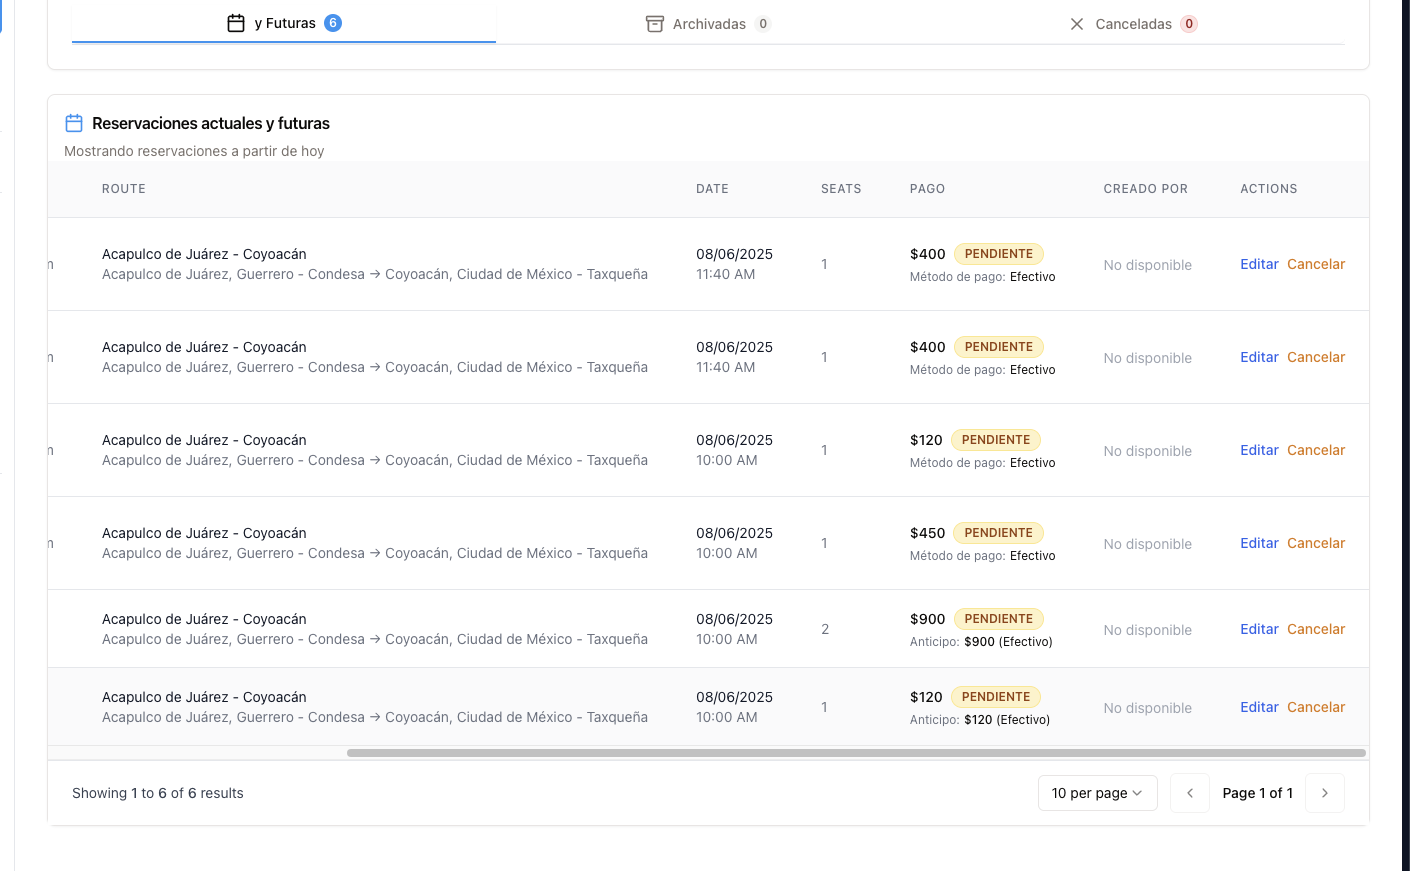 y Futuras 6
Archivadas 0
Canceladas 0
Reservaciones actuales y futuras
Mostrando reservaciones a partir de hoy
ROUTE DATE SEATS PAGO CREADO POR ACTIONS
Acapulco de Juárez - Coyoacán 08/06/2025 $400 PENDIENTE
Acapulco de Juárez, Guerrero - Condesa → Coyoacán, Ciudad de México - Taxqueña 11:40 AM 1 Método de pago: Efectivo No disponible Editar Cancelar
Acapulco de Juárez - Coyoacán 08/06/2025 $400 PENDIENTE
Acapulco de Juárez, Guerrero - Condesa → Coyoacán, Ciudad de México - Taxqueña 11:40 AM 1 Método de pago: Efectivo No disponible Editar Cancelar
Acapulco de Juárez - Coyoacán 08/06/2025 $120 PENDIENTE
Acapulco de Juárez, Guerrero - Condesa → Coyoacán, Ciudad de México - Taxqueña 10:00 AM 1 Método de pago: Efectivo No disponible Editar Cancelar
Acapulco de Juárez - Coyoacán 08/06/2025 $450 PENDIENTE
Acapulco de Juárez, Guerrero - Condesa → Coyoacán, Ciudad de México - Taxqueña 10:00 AM 1 Método de pago: Efectivo No disponible Editar Cancelar
Acapulco de Juárez - Coyoacán 08/06/2025 $900 PENDIENTE
Acapulco de Juárez, Guerrero - Condesa → Coyoacán, Ciudad de México - Taxqueña 10:00 AM 2 Anticipo: $900 (Efectivo) No disponible Editar Cancelar
Acapulco de Juárez - Coyoacán 08/06/2025 $120 PENDIENTE
Acapulco de Juárez, Guerrero - Condesa → Coyoacán, Ciudad de México - Taxqueña 10:00 AM 1 Anticipo: $120 (Efectivo) No disponible Editar Cancelar
Showing 1 to 6 of 6 results
10 per page
Page 1 of 1